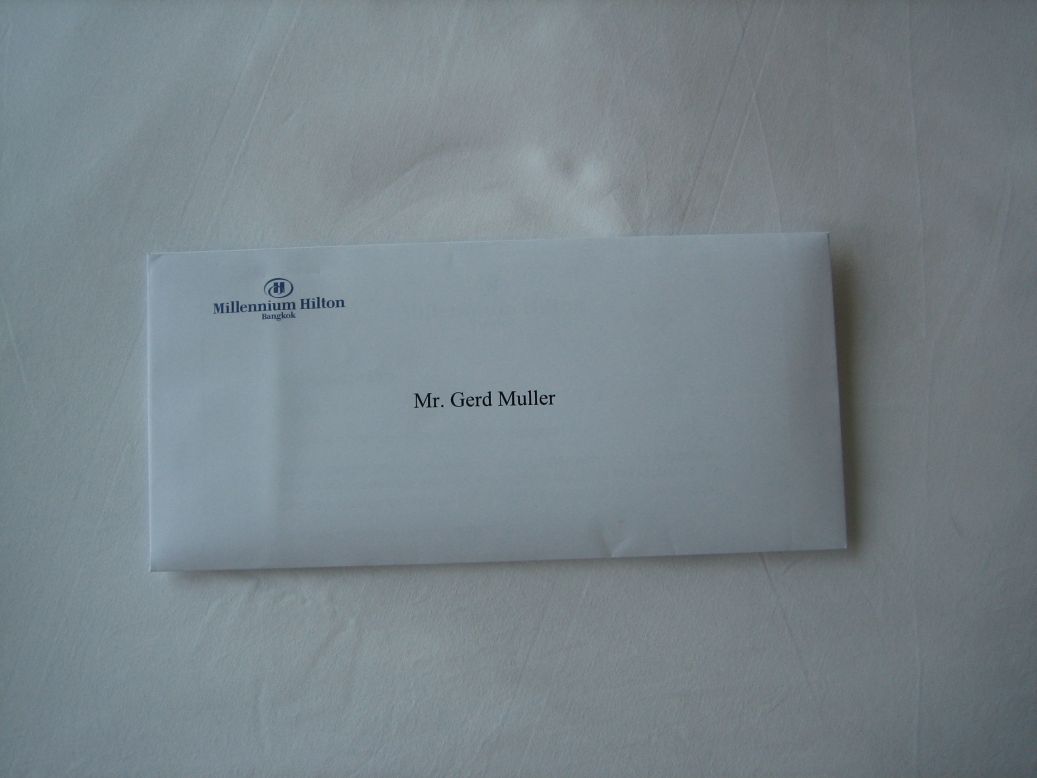 H
Millennium Hilton
Bangkok
Mr. Gerd Muller